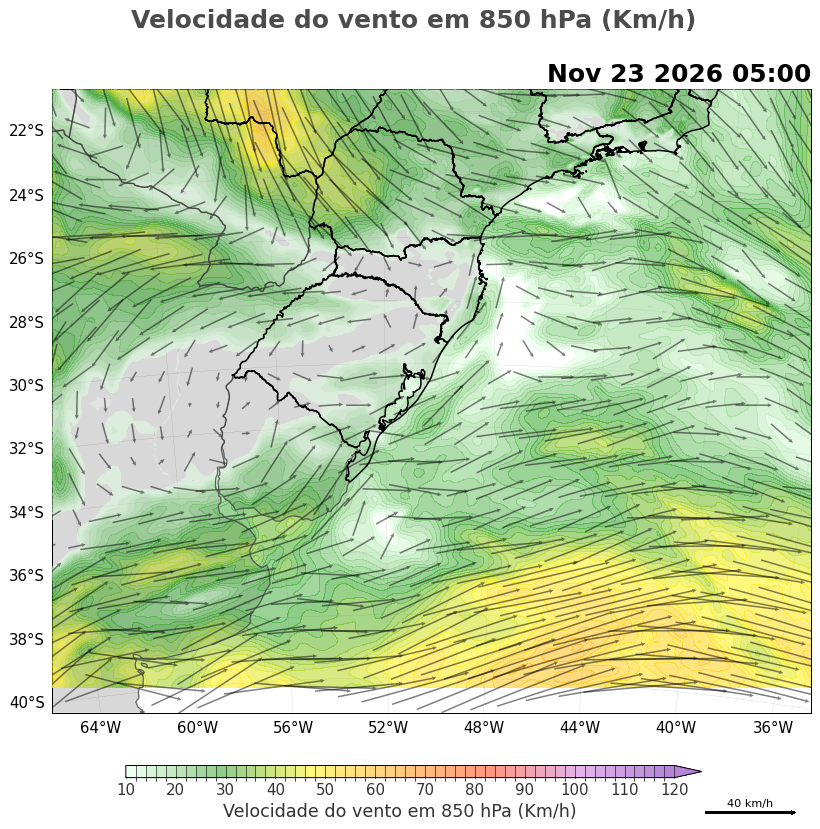 Velocidade do vento em 850 hPa (Km/h)
Nov 23 2026 05:00
22°S
24°S
26°S
28°S
30°S
32°S
34°S
36°S
38°S
40°S
64°W 60°W 56°W 52°W 48°W 44°W 40°W 36°W
10 20 30 40 50 60 70 80 90 100 110 120
Velocidade do vento em 850 hPa (Km/h)
40 km/h